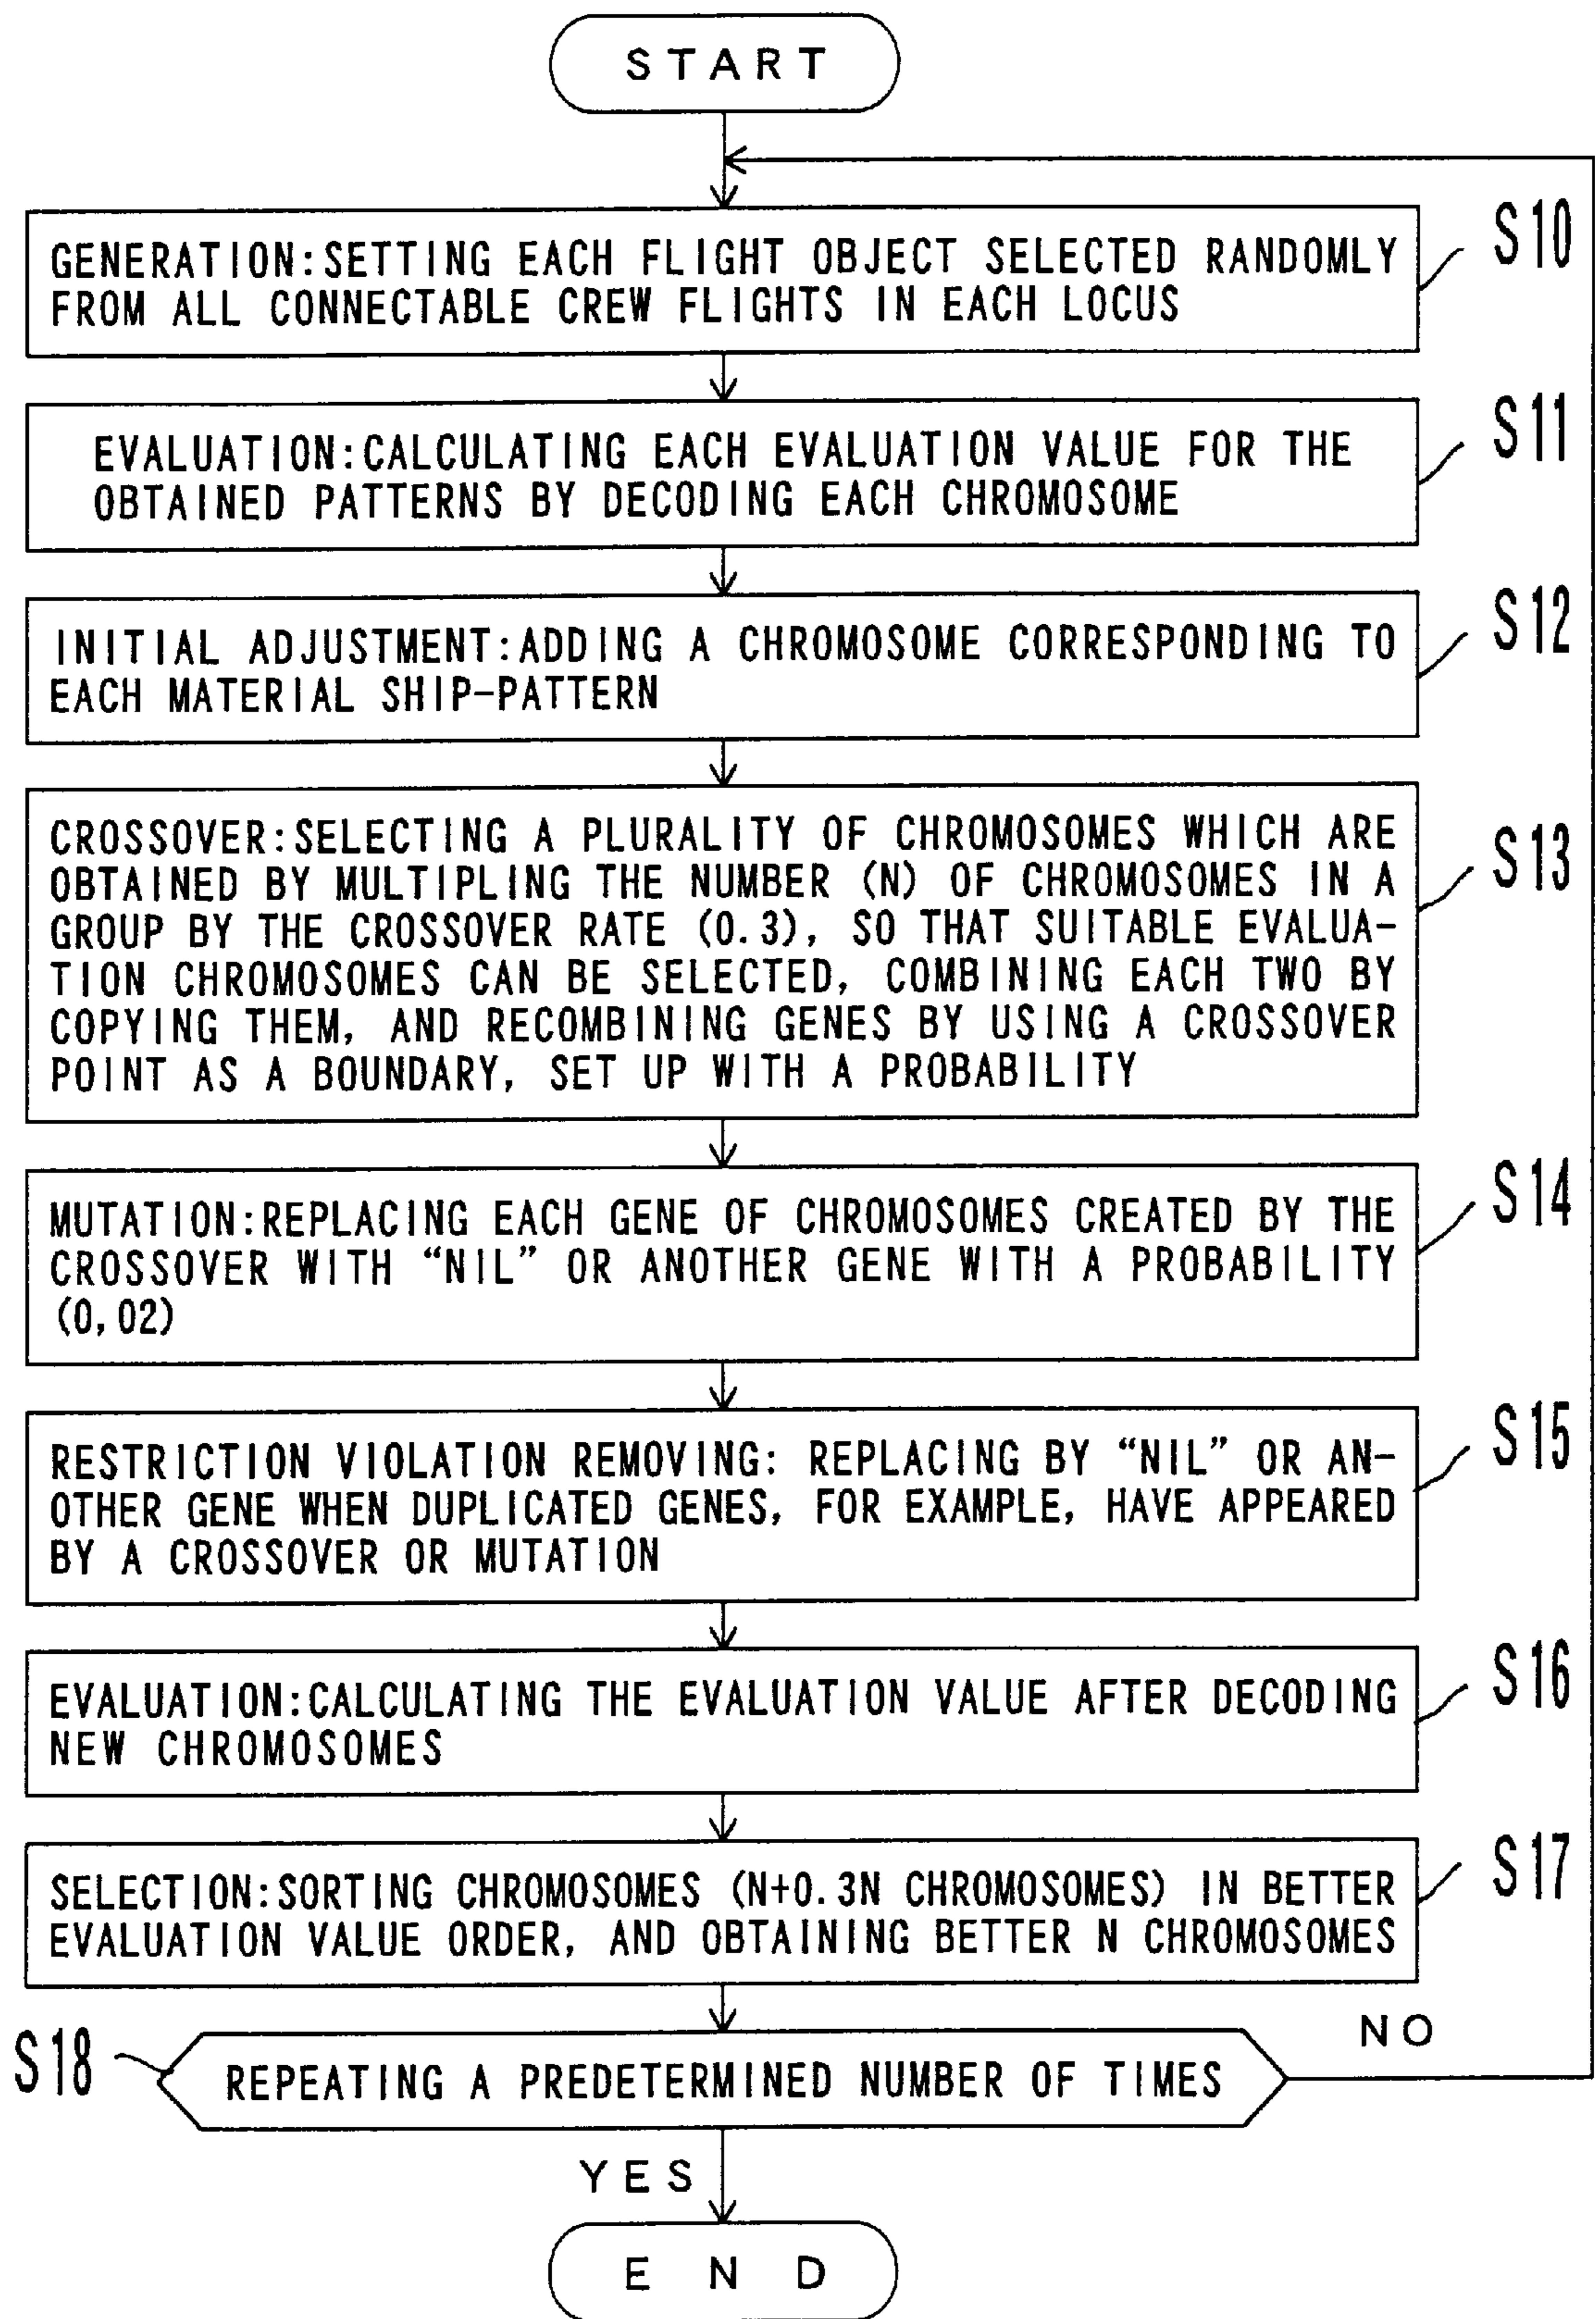 START
GENERATION:SETTING EACH FLIGHT OBJECT SELECTED RANDOMLY
FROM ALL CONNECTABLE CREW FLIGHTS IN EACH LOCUS
S10
EVALUATION:CALCULATING EACH EVALUATION VALUE FOR THE
OBTAINED PATTERNS BY DECODING EACH CHROMOSOME
S11
INITIAL ADJUSTMENT:ADDING A CHROMOSOME CORRESPONDING TO
EACH MATERIAL SHIP-PATTERN
S12
CROSSOVER:SELECTING A PLURALITY OF CHROMOSOMES WHICH ARE
OBTAINED BY MULTIPLING THE NUMBER (N) OF CHROMOSOMES IN A
GROUP BY THE CROSSOVER RATE (0.3), SO THAT SUITABLE EVALUA-
TION CHROMOSOMES CAN BE SELECTED, COMBINING EACH TWO BY
COPYING THEM, AND RECOMBINING GENES BY USING A CROSSOVER
POINT AS A BOUNDARY, SET UP WITH A PROBABILITY
S13
MUTATION:REPLACING EACH GENE OF CHROMOSOMES CREATED BY THE
CROSSOVER WITH “NIL” OR ANOTHER GENE WITH A PROBABILITY
(0,02)
S14
RESTRICTION VIOLATION REMOVING: REPLACING BY “NIL” OR AN-
OTHER GENE WHEN DUPLICATED GENES, FOR EXAMPLE, HAVE APPEARED
BY A CROSSOVER OR MUTATION
S15
EVALUATION:CALCULATING THE EVALUATION VALUE AFTER DECODING
NEW CHROMOSOMES
S16
SELECTION:SORTING CHROMOSOMES (N+0.3N CHROMOSOMES) IN BETTER
EVALUATION VALUE ORDER, AND OBTAINING BETTER N CHROMOSOMES
S17
S18
REPEATING A PREDETERMINED NUMBER OF TIMES
NO
YES
END